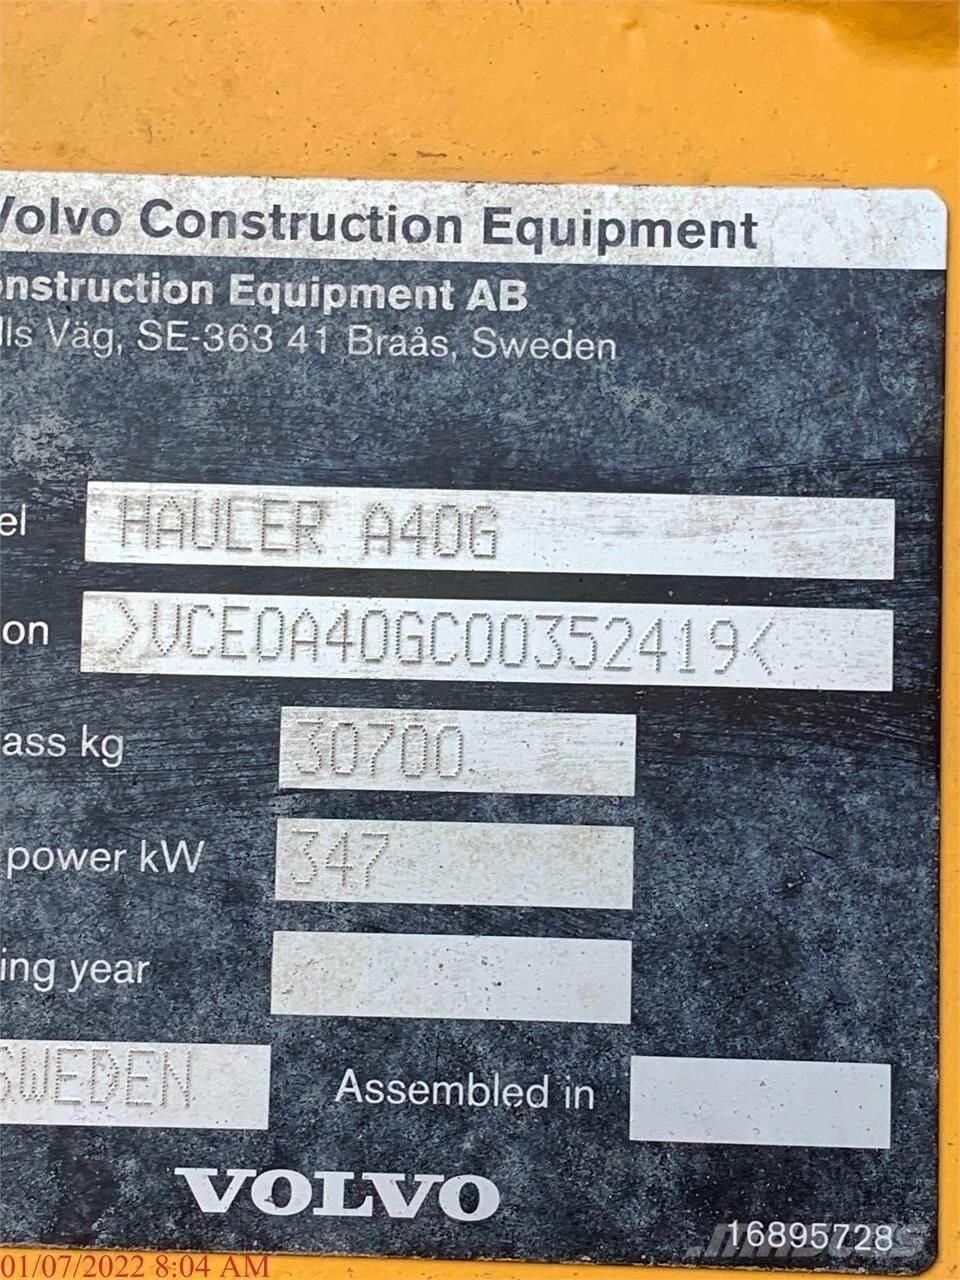 Volvo Construction Equipment
onstruction Equipment AB
lls Väg, SE-363 41 Braås, Sweden
el HAULER A40G
on >VCE0A40GC00352419<
ass kg 30700
power kW 347
ing year
SWEDEN Assembled in
VOLVO
16895728
01/07/2022 8:04 AM